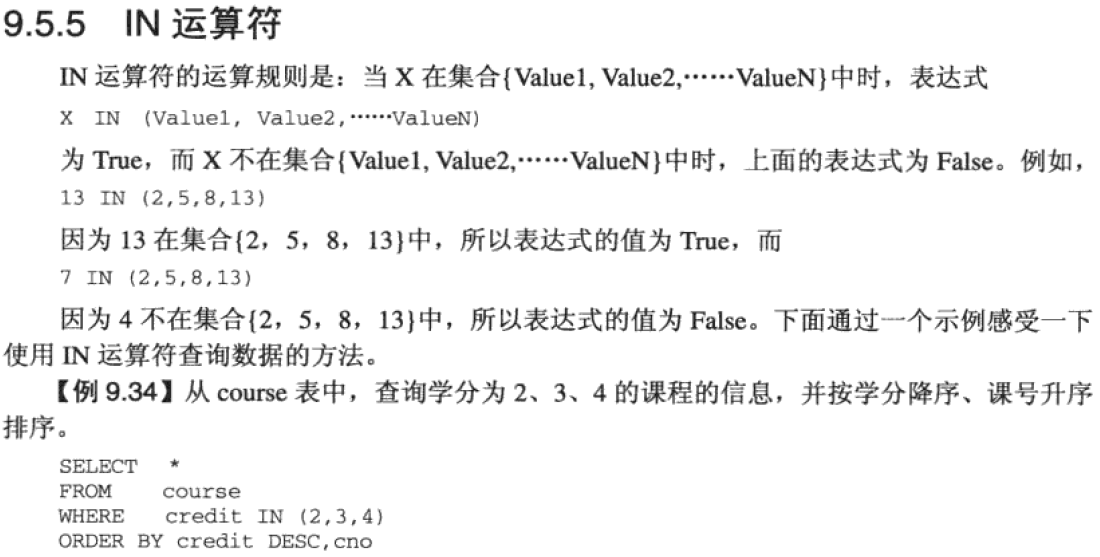 9.5.5 IN 运算符
IN 运算符的运算规则是：当 X 在集合{Value1, Value2,……ValueN}中时，表达式
X IN (Value1, Value2,……ValueN)
为 True，而 X 不在集合{Value1, Value2,……ValueN}中时，上面的表达式为 False。例如，
13 IN (2,5,8,13)
因为 13 在集合{2，5，8，13}中，所以表达式的值为 True，而
7 IN (2,5,8,13)
因为 4 不在集合{2，5，8，13}中，所以表达式的值为 False。下面通过一个示例感受一下
使用 IN 运算符查询数据的方法。
【例 9.34】从 course 表中，查询学分为 2、3、4 的课程的信息，并按学分降序、课号升序
排序。
SELECT *
FROM course
WHERE credit IN (2,3,4)
ORDER BY credit DESC,cno